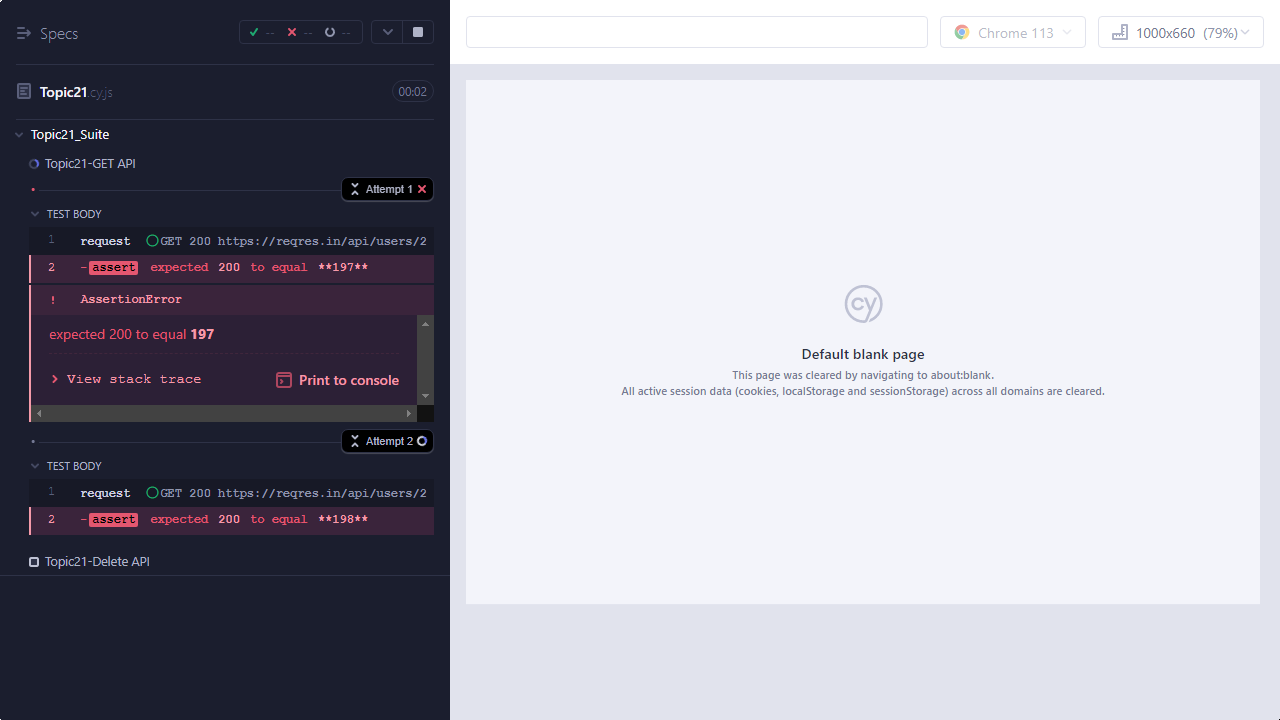 Specs
-- -- --
Topic21.cy.js 00:02
Topic21_Suite
Topic21-GET API
Attempt 1
TEST BODY
1 request GET 200 https://reqres.in/api/users/2
2 -assert expected 200 to equal **197**
! AssertionError
expected 200 to equal 197
View stack trace Print to console
Attempt 2
TEST BODY
1 request GET 200 https://reqres.in/api/users/2
2 -assert expected 200 to equal **198**
Topic21-Delete API
Chrome 113 1000x660 (79%)
cy
Default blank page
This page was cleared by navigating to about:blank.
All active session data (cookies, localStorage and sessionStorage) across all domains are cleared.